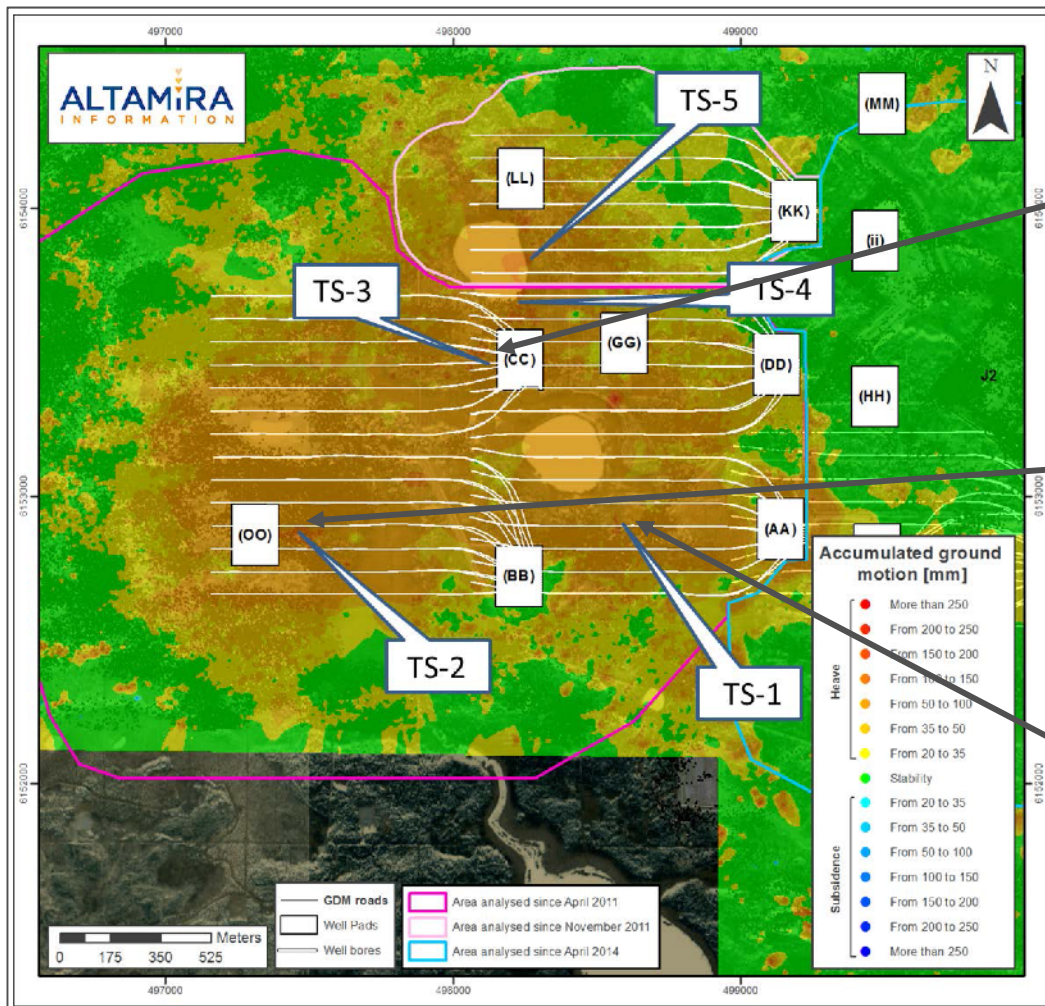 497000 498000 499000
ALTAMIRA
INFORMATION
TS-5
(MM)
N
(LL)
(KK)
6154000
(ii)
TS-3
TS-4
(CC)
(GG)
(DD)
(HH)
J2
6153000
6153000
(OO)
(AA)
(BB)
TS-2
TS-1
Accumulated ground
motion [mm]
Heave
More than 250
From 200 to 250
From 150 to 200
From 100 to 150
From 50 to 100
From 35 to 50
From 20 to 35
Stability
Subsidence
From 20 to 35
From 35 to 50
From 50 to 100
From 100 to 150
From 150 to 200
From 200 to 250
More than 250
6152000
6152000
GDM roads
Well Pads
Well bores
Area analysed since April 2011
Area analysed since November 2011
Area analysed since April 2014
Meters
0 175 350 525
497000 498000 499000